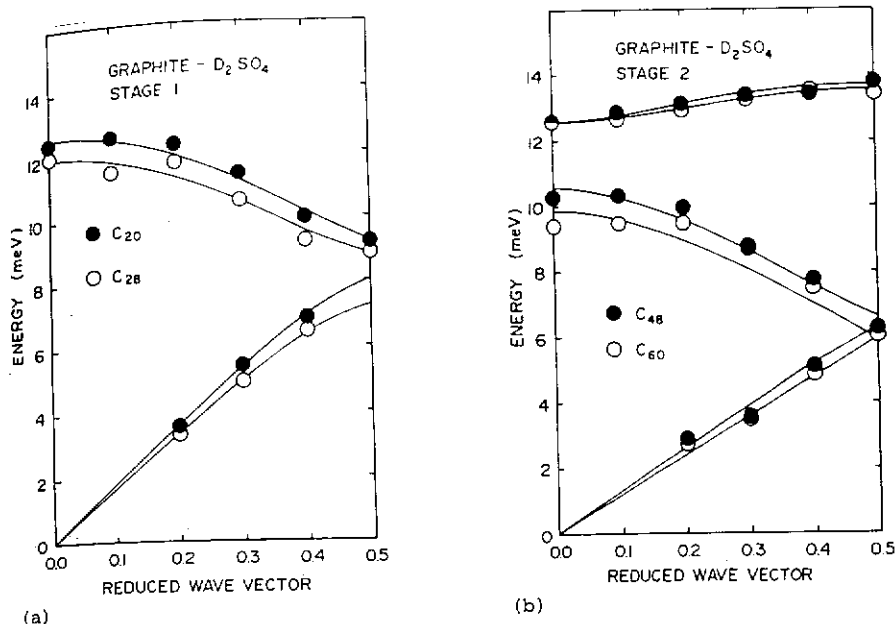 GRAPHITE - D₂SO₄
STAGE 1
14
12
10
8
6
4
2
0
C₂₀
C₂₈
ENERGY (meV)
0.0 0.1 0.2 0.3 0.4 0.5
REDUCED WAVE VECTOR
(a)
GRAPHITE - D₂SO₄
STAGE 2
14
12
10
8
6
4
2
0
C₄₈
C₆₀
ENERGY (meV)
0.0 0.1 0.2 0.3 0.4 0.5
REDUCED WAVE VECTOR
(b)